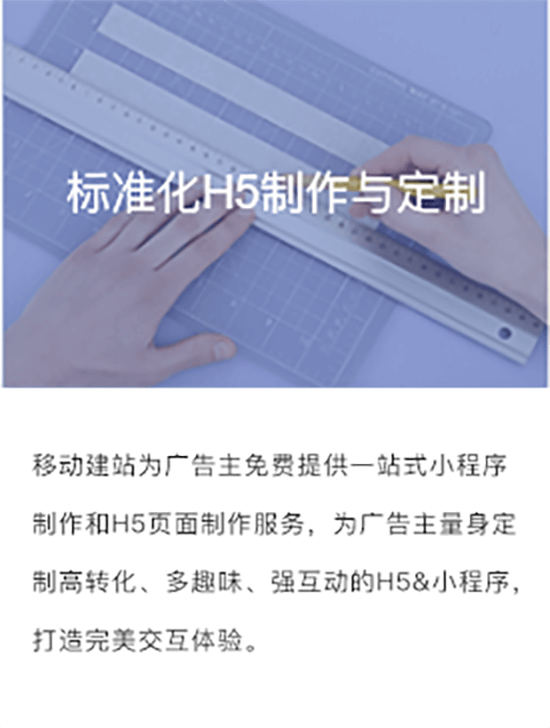 标准化H5制作与定制
移动建站为广告主免费提供一站式小程序
制作和H5页面制作服务，为广告主量身定
制高转化、多趣味、强互动的H5&小程序，
打造完美交互体验。